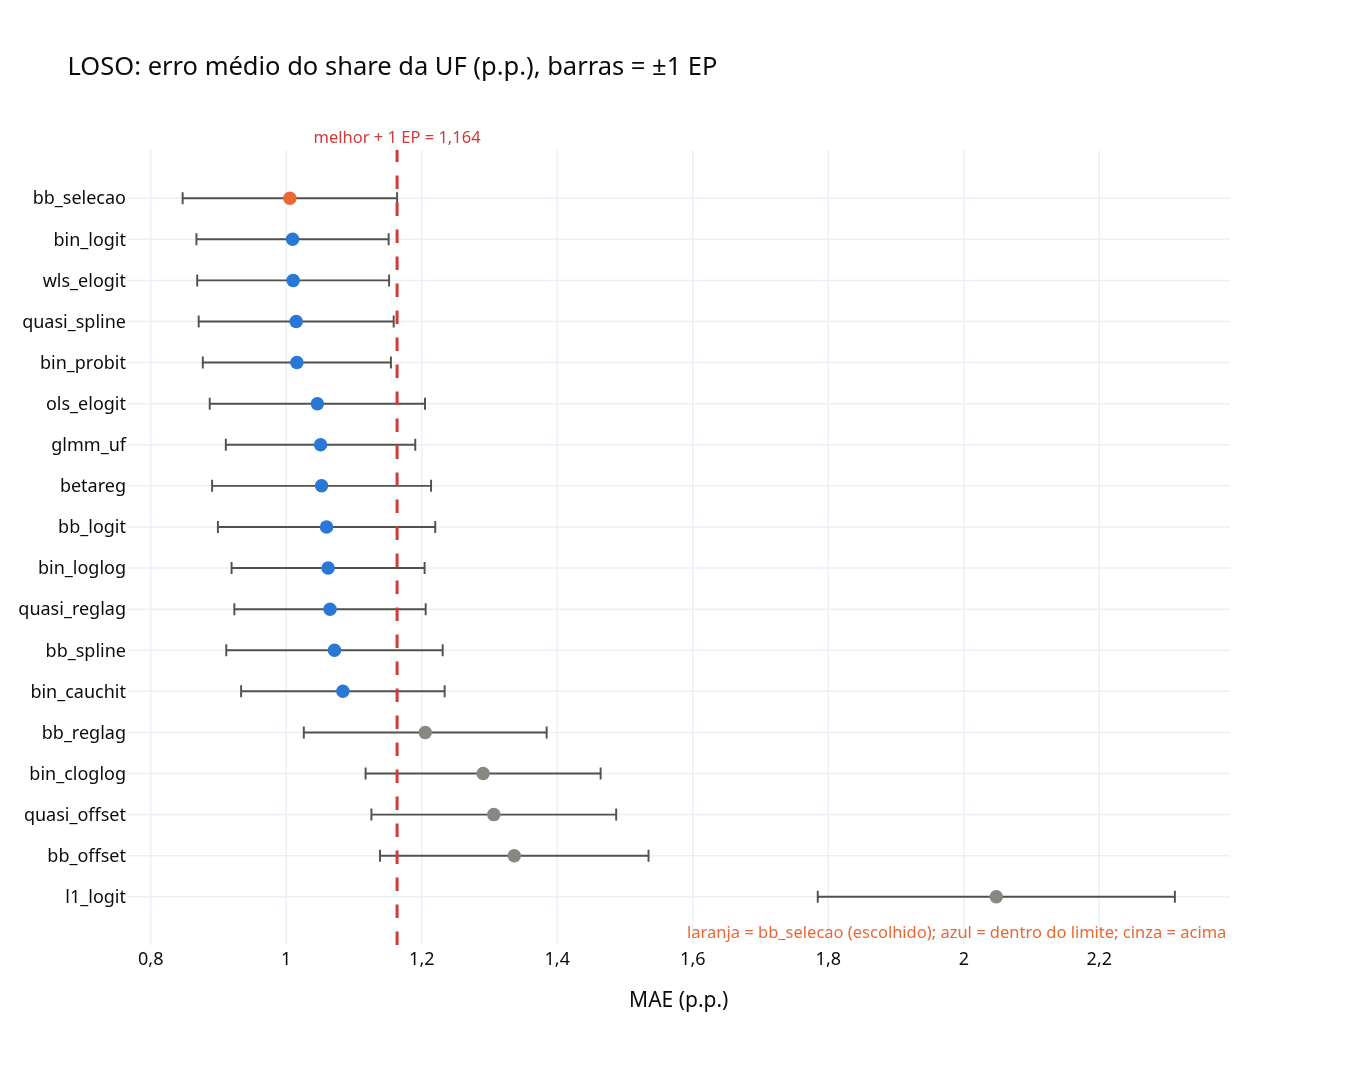 LOSO: erro médio do share da UF (p.p.), barras = ±1 EP
melhor + 1 EP = 1,164
bb_selecao
bin_logit
wls_elogit
quasi_spline
bin_probit
ols_elogit
glmm_uf
betareg
bb_logit
bin_loglog
quasi_reglag
bb_spline
bin_cauchit
bb_reglag
bin_cloglog
quasi_offset
bb_offset
l1_logit
laranja = bb_selecao (escolhido); azul = dentro do limite; cinza = acima
0,8 1 1,2 1,4 1,6 1,8 2 2,2
MAE (p.p.)